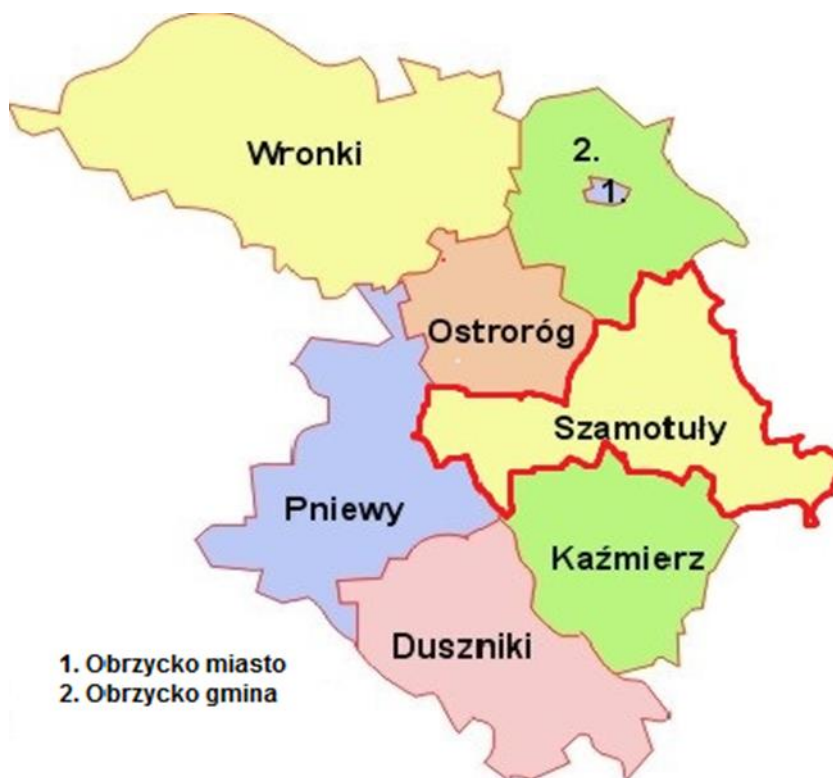 Wronki
2.
1.
Ostroróg
Szamotuły
Pniewy
Kaźmierz
Duszniki
1. Obrzycko miasto
2. Obrzycko gmina